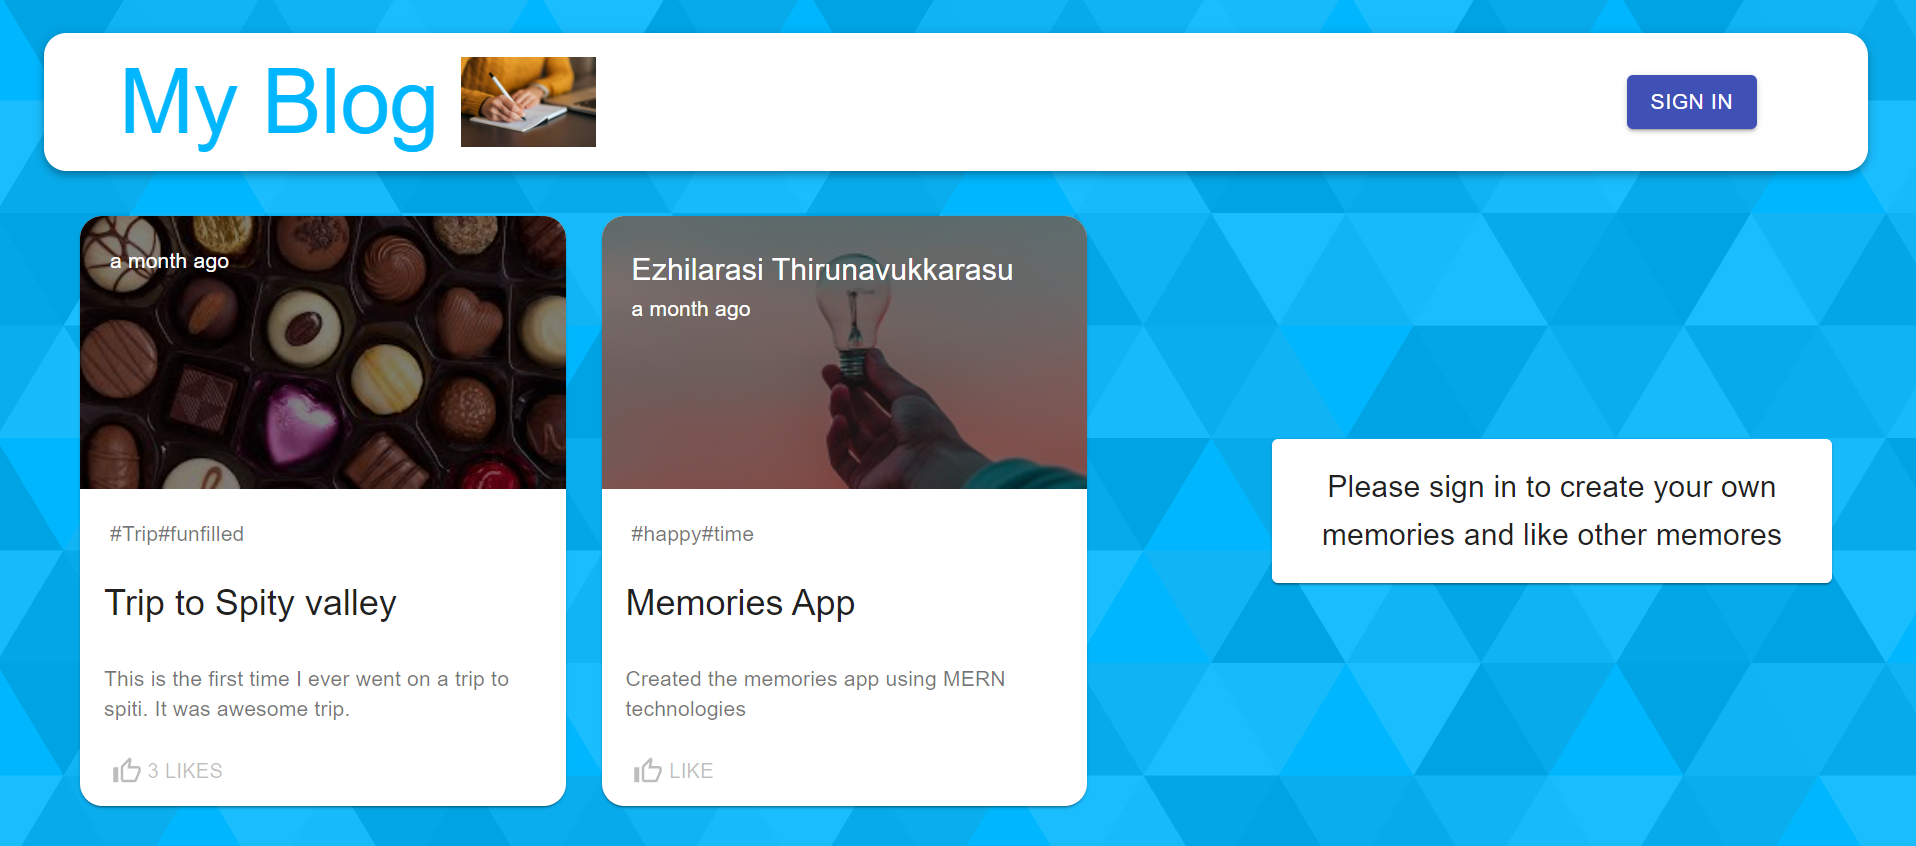 My Blog
SIGN IN
a month ago
#Trip#funfilled
Trip to Spity valley
This is the first time I ever went on a trip to
spiti. It was awesome trip.
3 LIKES
Ezhilarasi Thirunavukkarasu
a month ago
#happy#time
Memories App
Created the memories app using MERN
technologies
LIKE
Please sign in to create your own
memories and like other memores